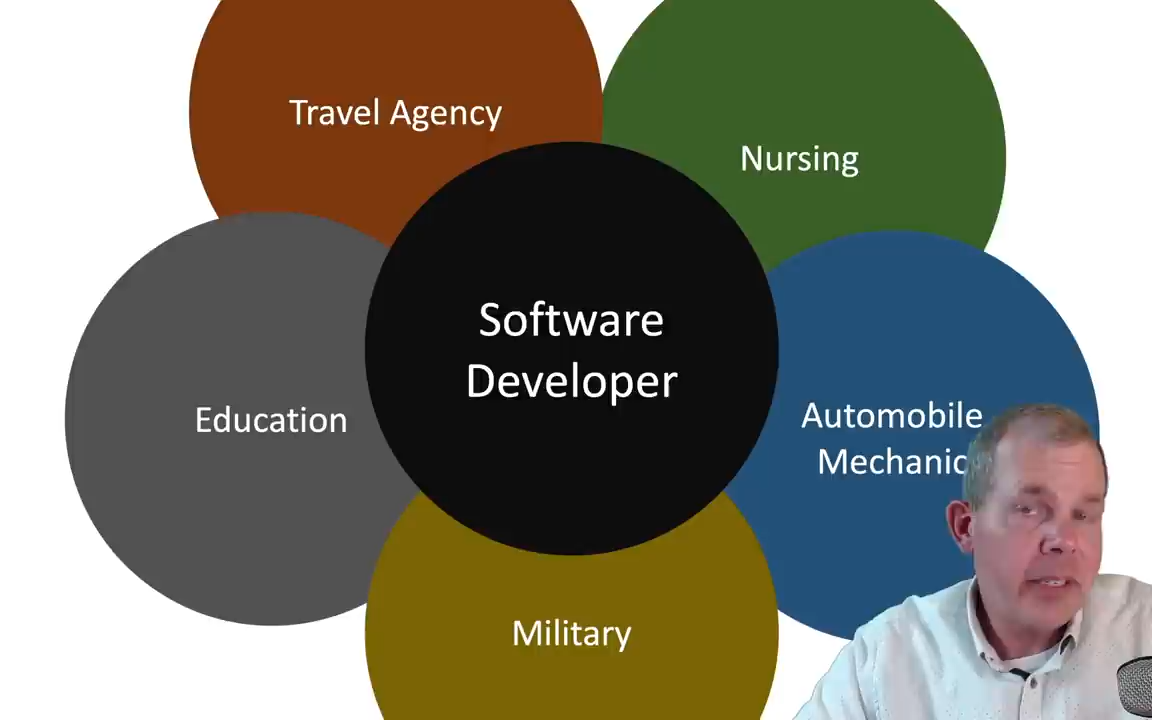 Travel Agency
Nursing
Software
Developer
Education
Automobile
Mechanic
Military